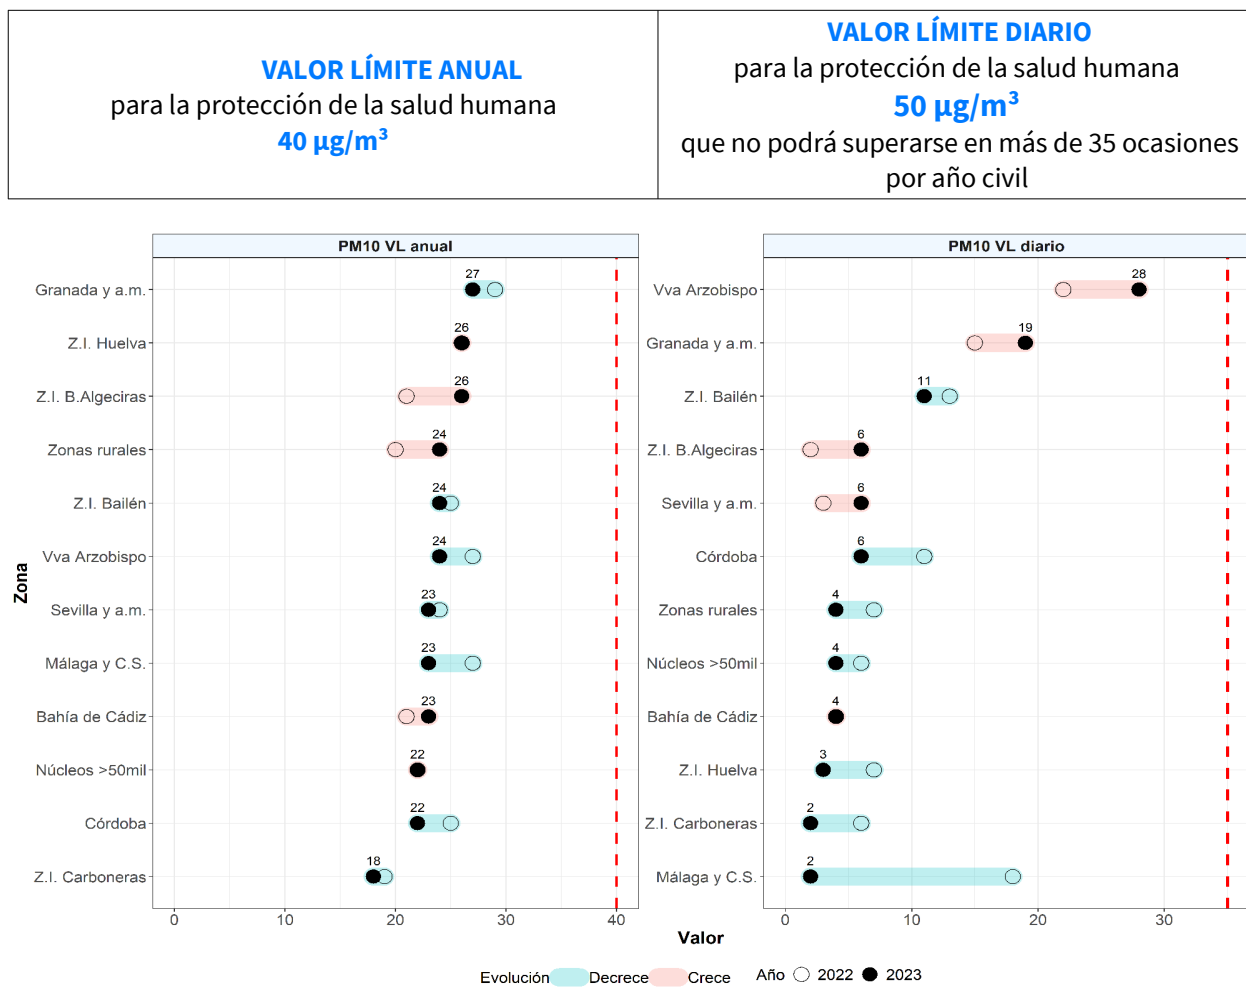 VALOR LÍMITE ANUAL
para la protección de la salud humana
40 µg/m³
VALOR LÍMITE DIARIO
para la protección de la salud humana
50 µg/m³
que no podrá superarse en más de 35 ocasiones
por año civil
Zona
PM10 VL anual
Granada y a.m.
27
Z.I. Huelva
26
Z.I. B.Algeciras
26
Zonas rurales
24
Z.I. Bailén
24
Vva Arzobispo
24
Sevilla y a.m.
23
Málaga y C.S.
23
Bahía de Cádiz
23
Núcleos >50mil
22
Córdoba
22
Z.I. Carboneras
18
0 10 20 30 40
PM10 VL diario
Vva Arzobispo
28
Granada y a.m.
19
Z.I. Bailén
11
Z.I. B.Algeciras
6
Sevilla y a.m.
6
Córdoba
6
Zonas rurales
4
Núcleos >50mil
4
Bahía de Cádiz
4
Z.I. Huelva
3
Z.I. Carboneras
2
Málaga y C.S.
2
0 10 20 30
Valor
Evolución Decrece Crece Año 2022 2023